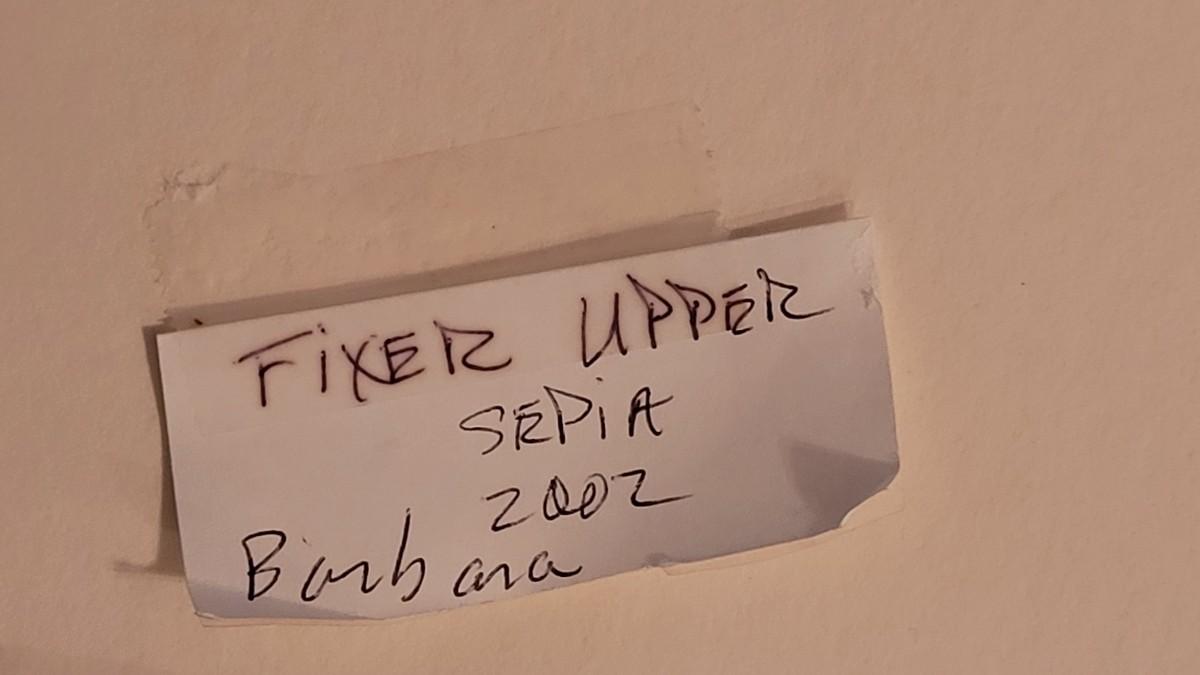 FiXER UPPER
SEPiA
2002
Barbara